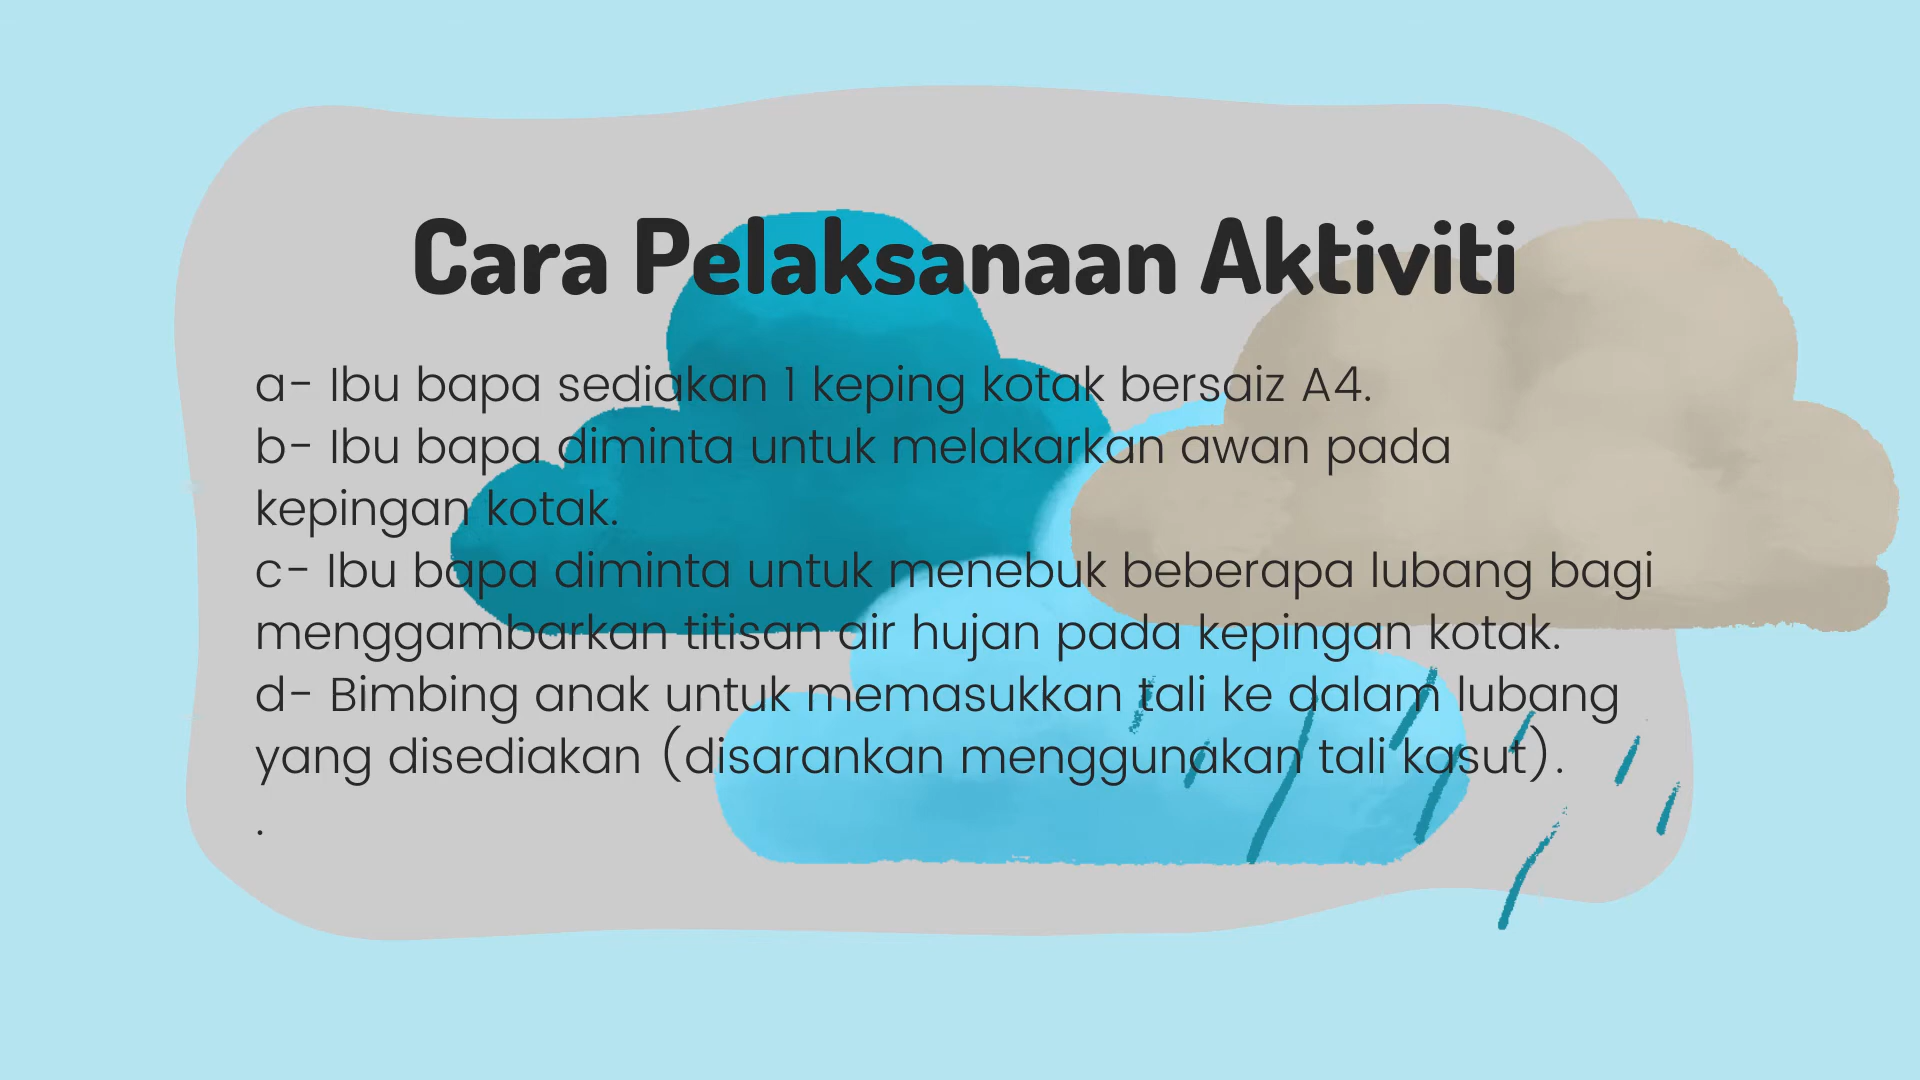 Cara Pelaksanaan Aktiviti
a- Ibu bapa sediakan 1 keping kotak bersaiz A4.
b- Ibu bapa diminta untuk melakarkan awan pada
kepingan kotak.
c- Ibu bapa diminta untuk menebuk beberapa lubang bagi
menggambarkan titisan air hujan pada kepingan kotak.
d- Bimbing anak untuk memasukkan tali ke dalam lubang
yang disediakan (disarankan menggunakan tali kasut).
.